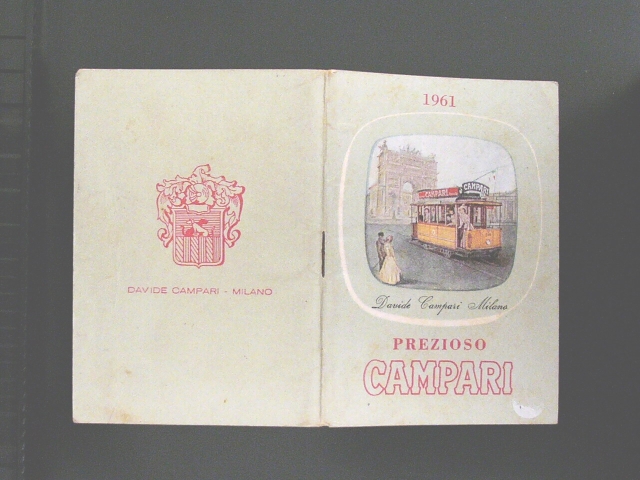 DAVIDE CAMPARI - MILANO
1961
CAMPARI
CAMPARI
Davide Campari Milano
PREZIOSO
CAMPARI